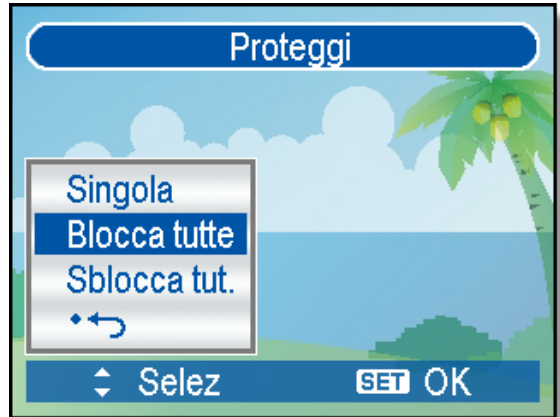 Proteggi
Singola
Blocca tutte
Sblocca tut.
Selez SET OK